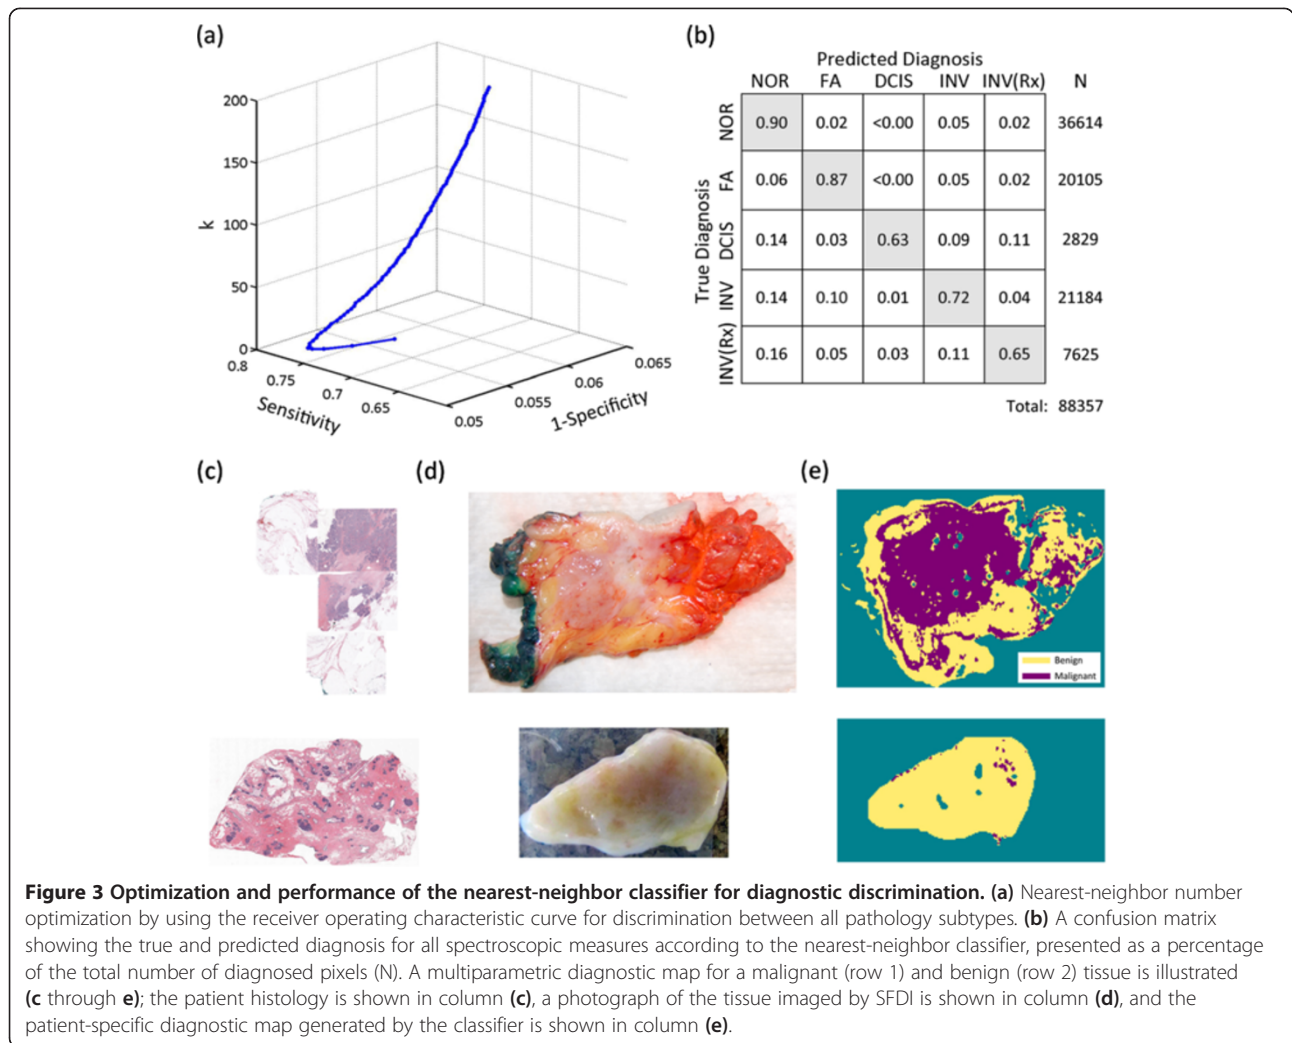 (a)
200
150
100
50
0
k
0.8
0.75
0.7
0.65
Sensitivity
0.05
0.055
0.06
0.065
1-Specificity
(b)
Predicted Diagnosis
NOR FA DCIS INV INV(Rx) N
True Diagnosis
NOR 0.90 0.02 <0.00 0.05 0.02 36614
FA 0.06 0.87 <0.00 0.05 0.02 20105
DCIS 0.14 0.03 0.63 0.09 0.11 2829
INV 0.14 0.10 0.01 0.72 0.04 21184
INV(Rx) 0.16 0.05 0.03 0.11 0.65 7625
Total: 88357
(c)
(d)
(e)
Benign
Malignant
Figure 3 Optimization and performance of the nearest-neighbor classifier for diagnostic discrimination. (a) Nearest-neighbor number
optimization by using the receiver operating characteristic curve for discrimination between all pathology subtypes. (b) A confusion matrix
showing the true and predicted diagnosis for all spectroscopic measures according to the nearest-neighbor classifier, presented as a percentage
of the total number of diagnosed pixels (N). A multiparametric diagnostic map for a malignant (row 1) and benign (row 2) tissue is illustrated
(c through e); the patient histology is shown in column (c), a photograph of the tissue imaged by SFDI is shown in column (d), and the
patient-specific diagnostic map generated by the classifier is shown in column (e).